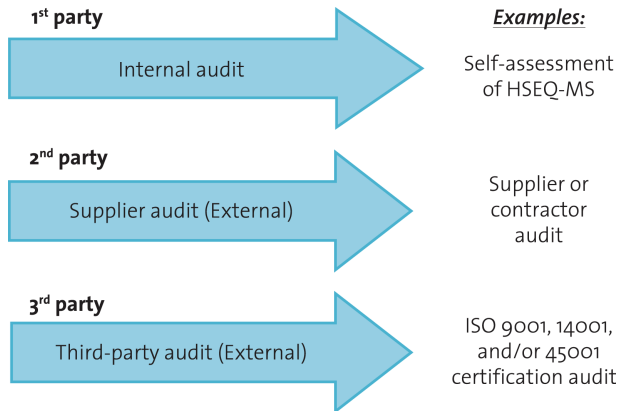 1st party
Examples:
Internal audit
Self-assessment
of HSEQ-MS
2nd party
Supplier audit (External)
Supplier or
contractor
audit
3rd party
Third-party audit (External)
ISO 9001, 14001,
and/or 45001
certification audit